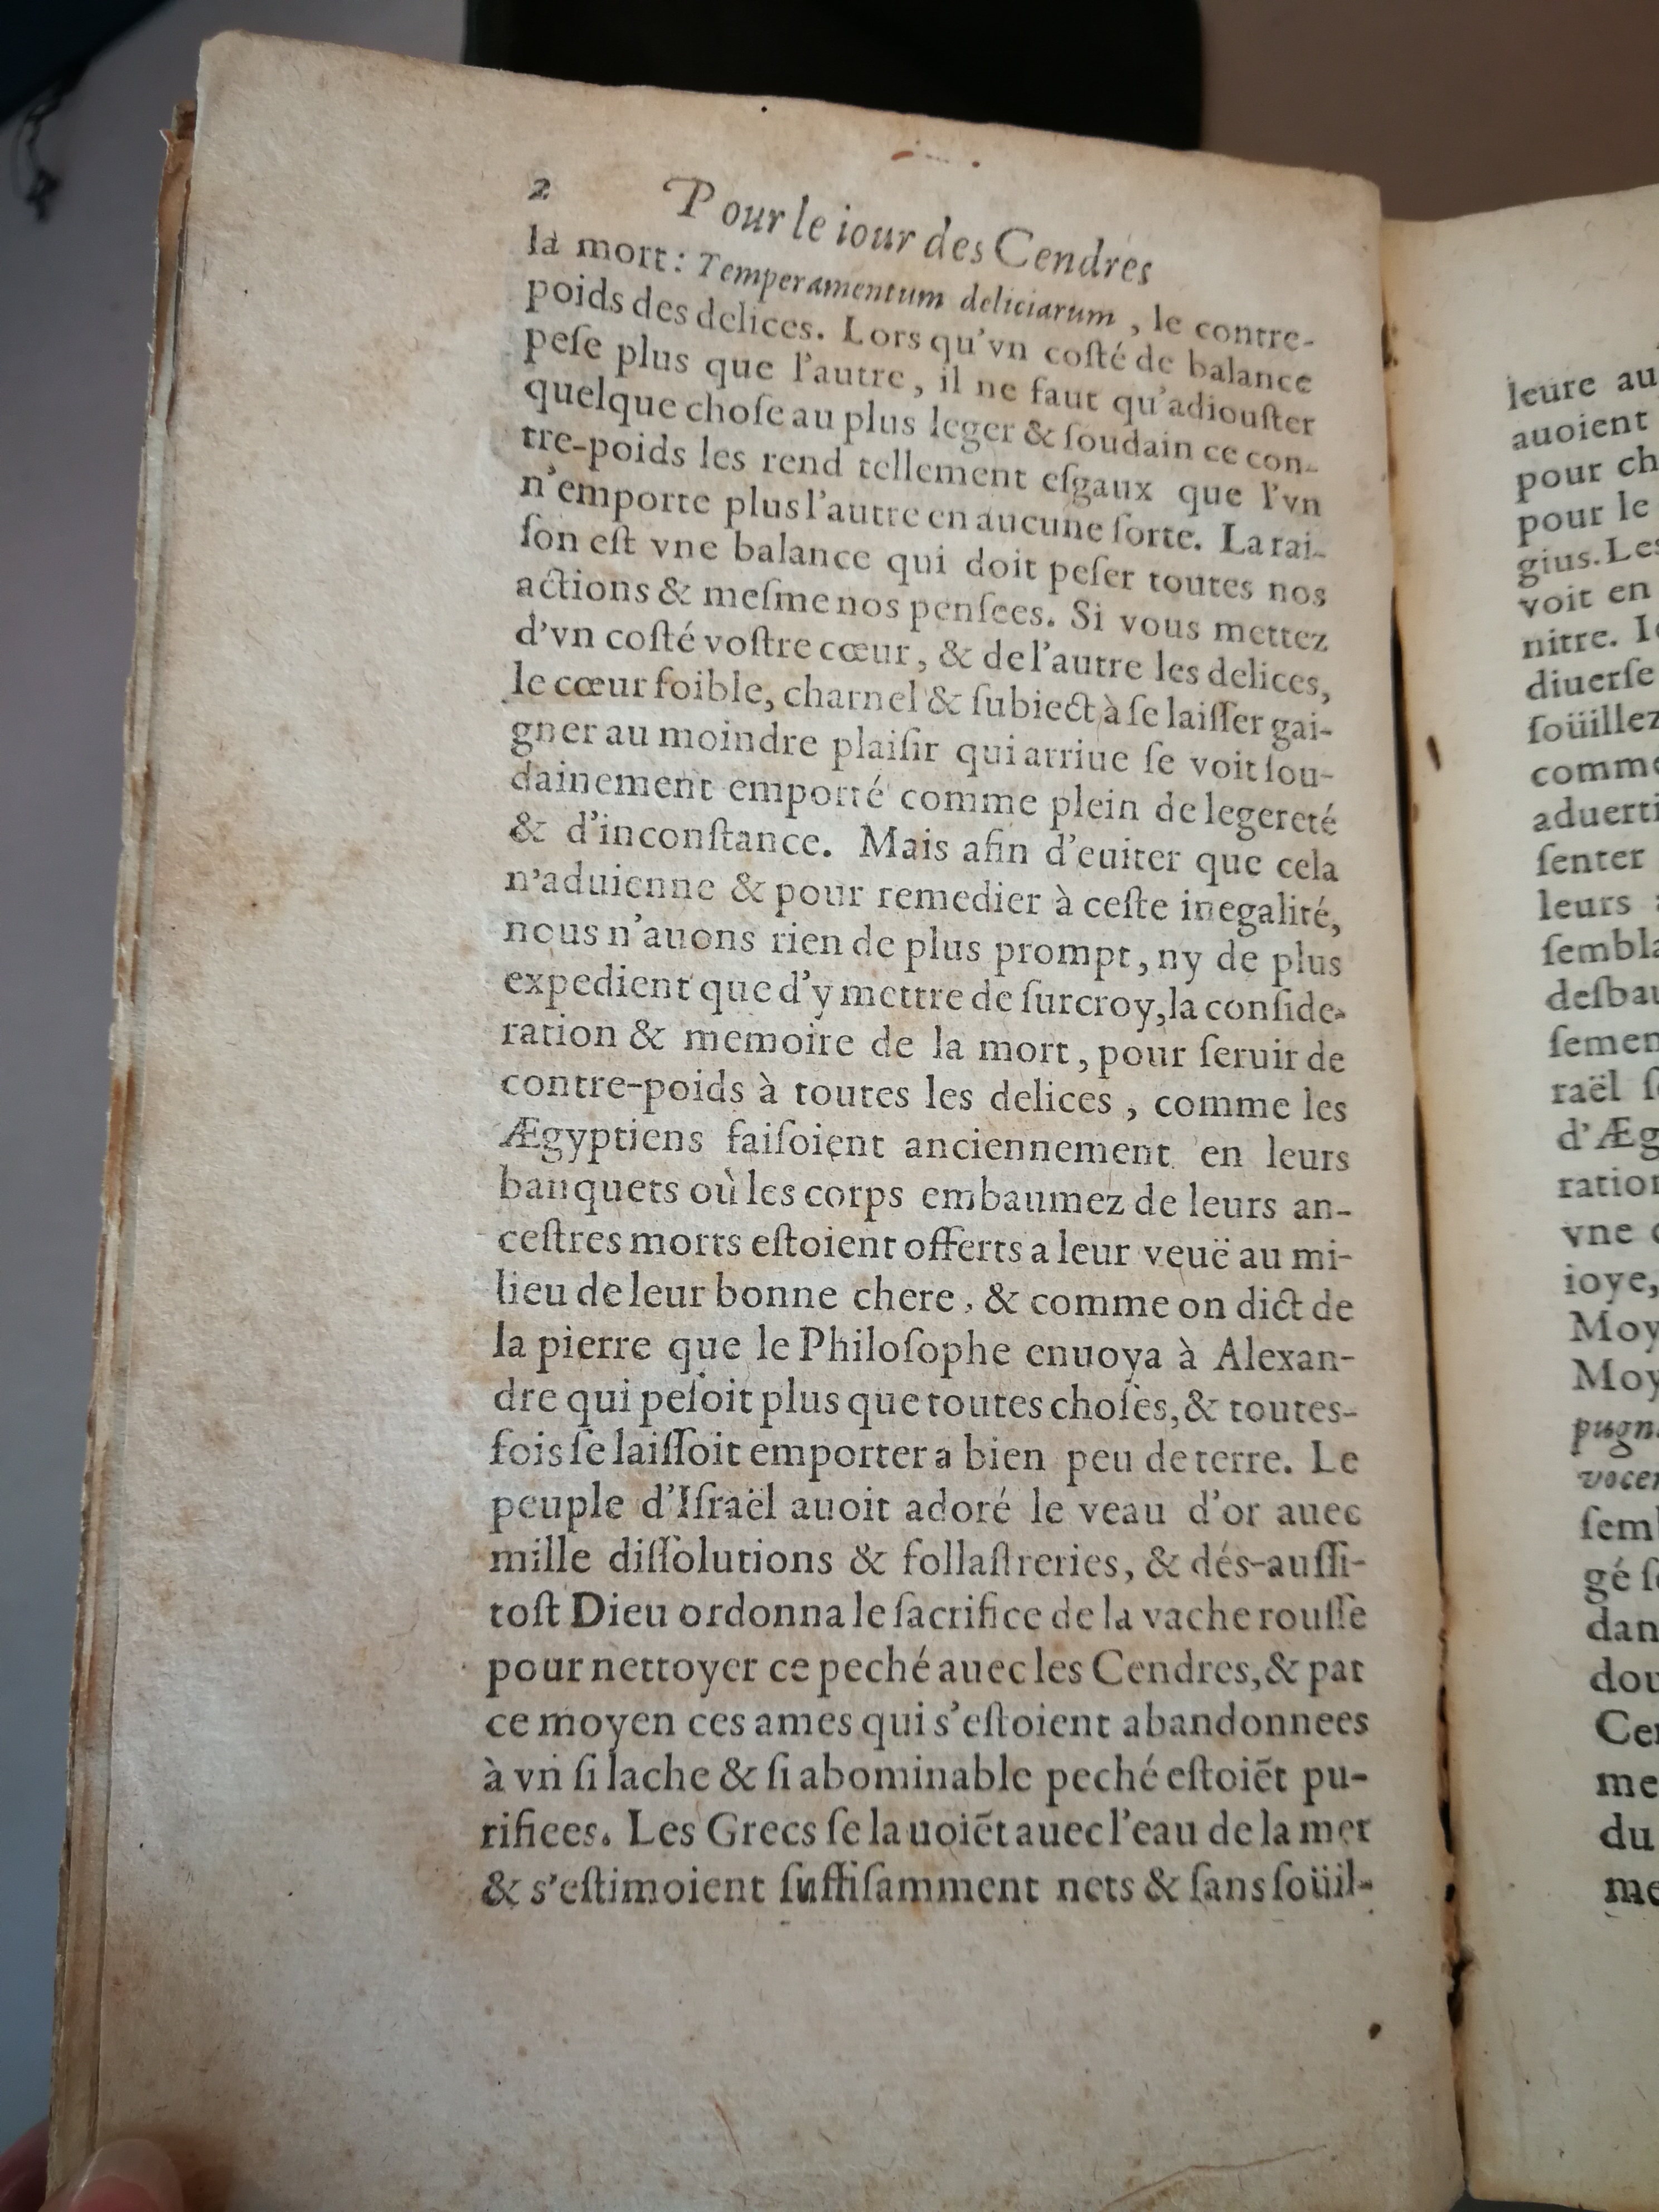 2 Pour le iour des Cendres
la mort : Temperamentum deliciarum , le contre-
poids des delices. Lors qu'vn coſté de balance
peſe plus que l'autre, il ne faut qu'adiouſter
quelque choſe au plus leger & ſoudain ce con-
tre-poids les rend tellement eſgaux que l'vn
n'emporte plus l'autre en aucune ſorte. La rai-
ſon eſt vne balance qui doit peſer toutes nos
actions & meſme nos penſees. Si vous mettez
d'vn coſté voſtre cœur, & de l'autre les delices,
le cœur foible, charnel & ſubiect à ſe laiſſer gai-
gner au moindre plaiſir qui arriue ſe voit ſou-
dainement emporté comme plein de legereté
& d'inconſtance. Mais afin d'euiter que cela
n'aduienne & pour remedier à ceſte inegalité,
nous n'auons rien de plus prompt, ny de plus
expedient que d'y mettre de ſurcroy, la conſide-
ration & memoire de la mort, pour ſeruir de
contre-poids à toutes les delices, comme les
Ægyptiens faiſoient anciennement en leurs
banquets où les corps embaumez de leurs an-
ceſtres morts eſtoient offerts a leur veuë au mi-
lieu de leur bonne chere, & comme on dict de
la pierre que le Philoſophe enuoya à Alexan-
dre qui peſoit plus que toutes choſes, & toutes-
fois ſe laiſſoit emporter a bien peu de terre. Le
peuple d'Iſraël auoit adoré le veau d'or auec
mille diſſolutions & follaſtreries, & dés-auſſi-
toſt Dieu ordonna le ſacrifice de la vache rouſſe
pour nettoyer ce peché auec les Cendres, & par
ce moyen ces ames qui s'eſtoient abandonnees
à vn ſi lache & ſi abominable peché eſtoiẽt pu-
rifiees. Les Grecs ſe lauoiẽt auec l'eau de la mer
& s'eſtimoient ſuffiſamment nets & ſans ſoüil-
leure au
auoient
pour ch
pour le
gius. Les
voit en
nitre. I
diuerſe
ſoüillez
comme
aduerti
ſenter
leurs
ſembla
deſbau
ſemen
raël ſ
d'Æg
ration
vne
ioye,
Moy
Moy
pugn
vocem
ſem
gé ſ
dan
dou
Cen
me
du
me